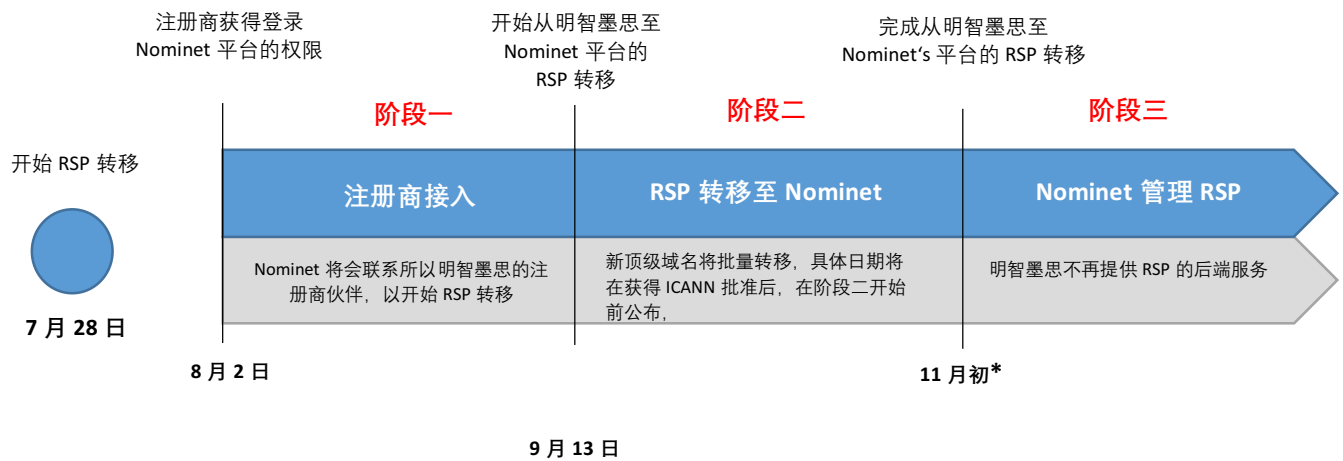 注册商获得登录
Nominet 平台的权限
开始从明智墨思至
Nominet 平台的
RSP 转移
完成从明智墨思至
Nominet‘s 平台的 RSP 转移
阶段一
阶段二
阶段三
开始 RSP 转移
注册商接入
RSP 转移至 Nominet
Nominet 管理 RSP
Nominet 将会联系所以明智墨思的注
册商伙伴，以开始 RSP 转移
新顶级域名将批量转移，具体日期将
在获得 ICANN 批准后，在阶段二开始
前公布，
明智墨思不再提供 RSP 的后端服务
7 月 28 日
8 月 2 日
11 月初*
9 月 13 日